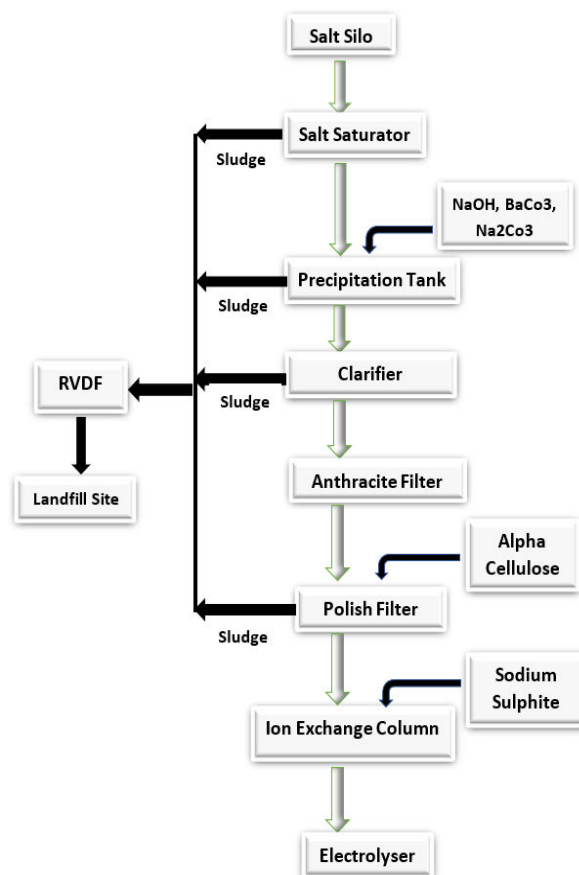 Salt Silo
Salt Saturator
Sludge
NaOH, BaCo3,
Na2Co3
Precipitation Tank
Sludge
RVDF
Clarifier
Sludge
Landfill Site
Anthracite Filter
Alpha
Cellulose
Polish Filter
Sludge
Sodium
Sulphite
Ion Exchange Column
Electrolyser